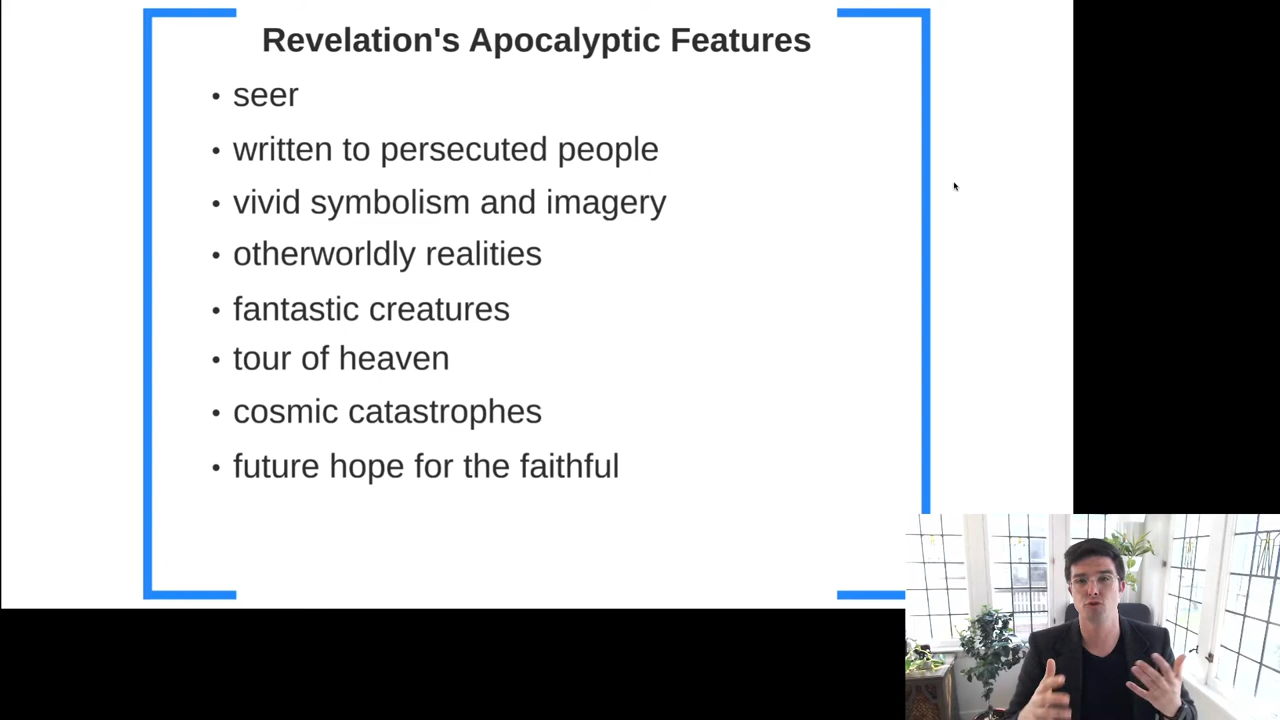 Revelation's Apocalyptic Features
• seer
• written to persecuted people
• vivid symbolism and imagery
• otherworldly realities
• fantastic creatures
• tour of heaven
• cosmic catastrophes
• future hope for the faithful